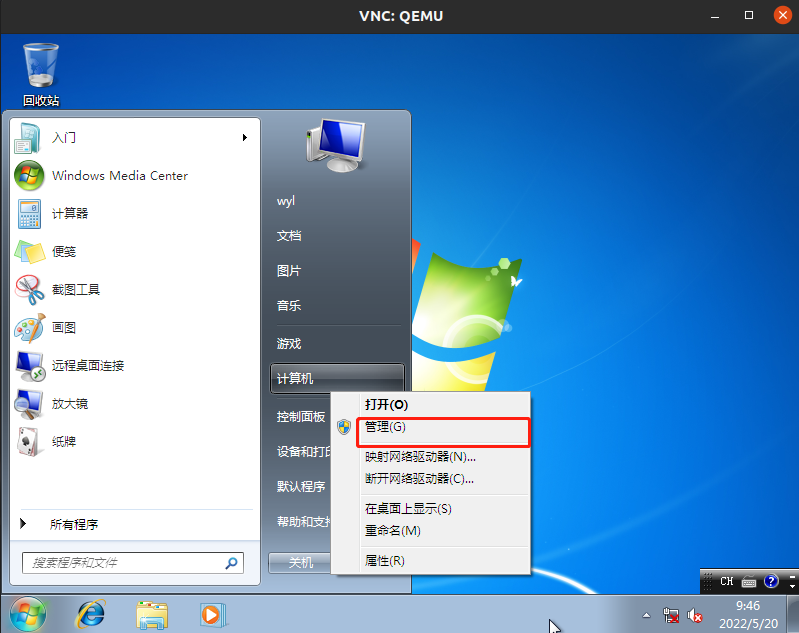 VNC: QEMU
回收站
入门
Windows Media Center
计算器
便笺
截图工具
画图
远程桌面连接
放大镜
纸牌
所有程序
搜索程序和文件
wyl
文档
图片
音乐
游戏
计算机
控制面板
设备和打印
默认程序
帮助和支持
关机
打开(O)
管理(G)
映射网络驱动器(N)...
断开网络驱动器(C)...
在桌面上显示(S)
重命名(M)
属性(R)
CH
9:46
2022/5/20